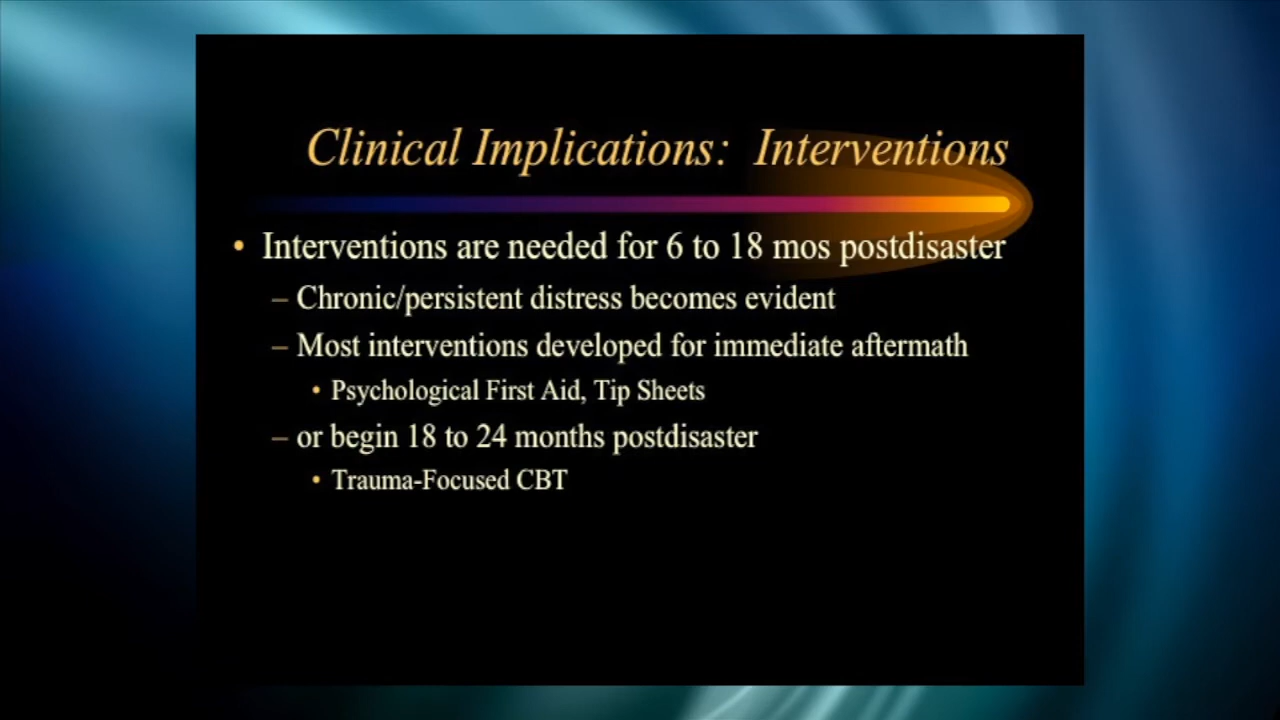 Clinical Implications: Interventions
• Interventions are needed for 6 to 18 mos postdisaster
– Chronic/persistent distress becomes evident
– Most interventions developed for immediate aftermath
• Psychological First Aid, Tip Sheets
– or begin 18 to 24 months postdisaster
• Trauma-Focused CBT